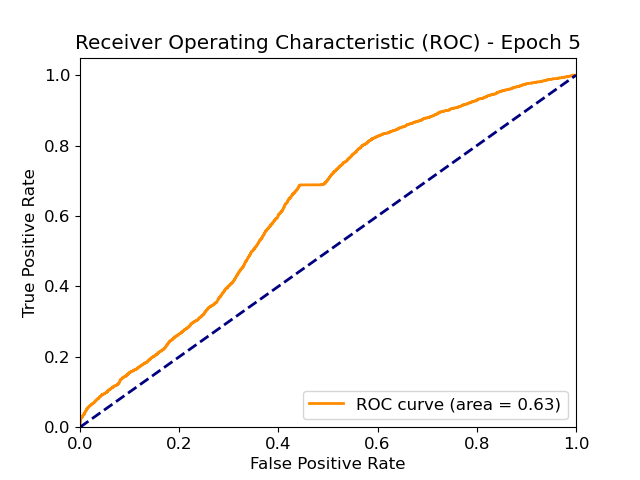 Receiver Operating Characteristic (ROC) - Epoch 5
True Positive Rate
1.0
0.8
0.6
0.4
0.2
0.0
ROC curve (area = 0.63)
0.0 0.2 0.4 0.6 0.8 1.0
False Positive Rate